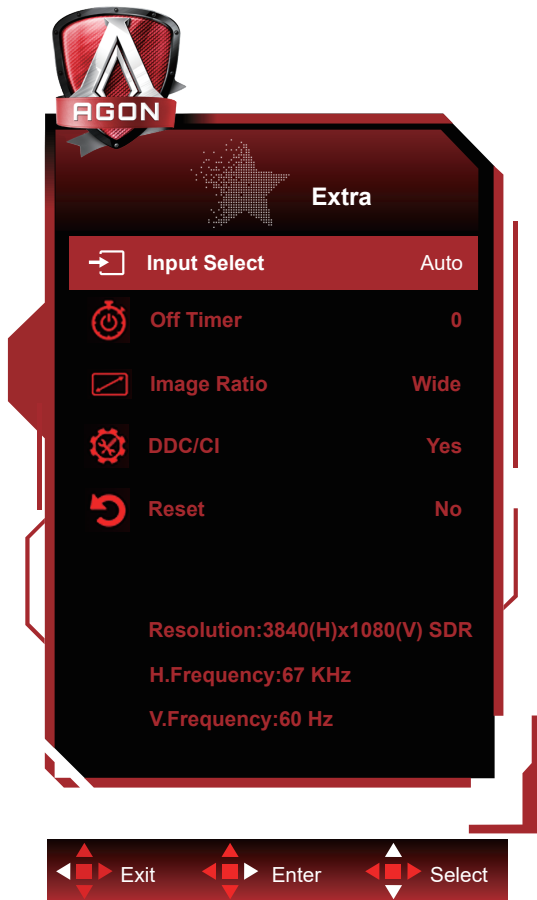 AGON
Extra
Input Select Auto
Off Timer 0
Image Ratio Wide
DDC/CI Yes
Reset No
Resolution:3840(H)x1080(V) SDR
H.Frequency:67 KHz
V.Frequency:60 Hz
Exit Enter Select